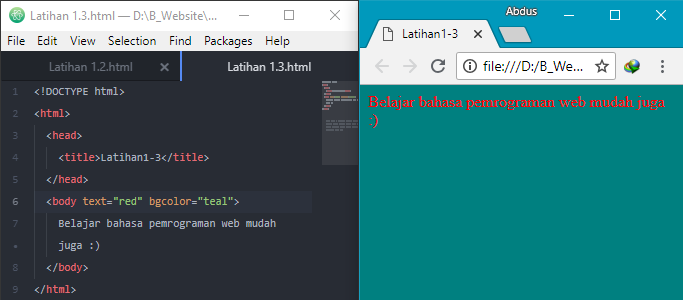 Latihan 1.3.html — D:\B_Website\...
File Edit View Selection Find Packages Help
Latihan 1.2.html
Latihan 1.3.html
1 <!DOCTYPE html>
2 <html>
3 <head>
4 <title>Latihan1-3</title>
5 </head>
6 <body text="red" bgcolor="teal">
7 Belajar bahasa pemrograman web mudah
• juga :)
8 </body>
9 </html>
Abdus
Latihan1-3
file:///D:/B_We...
Belajar bahasa pemrograman web mudah juga
:)